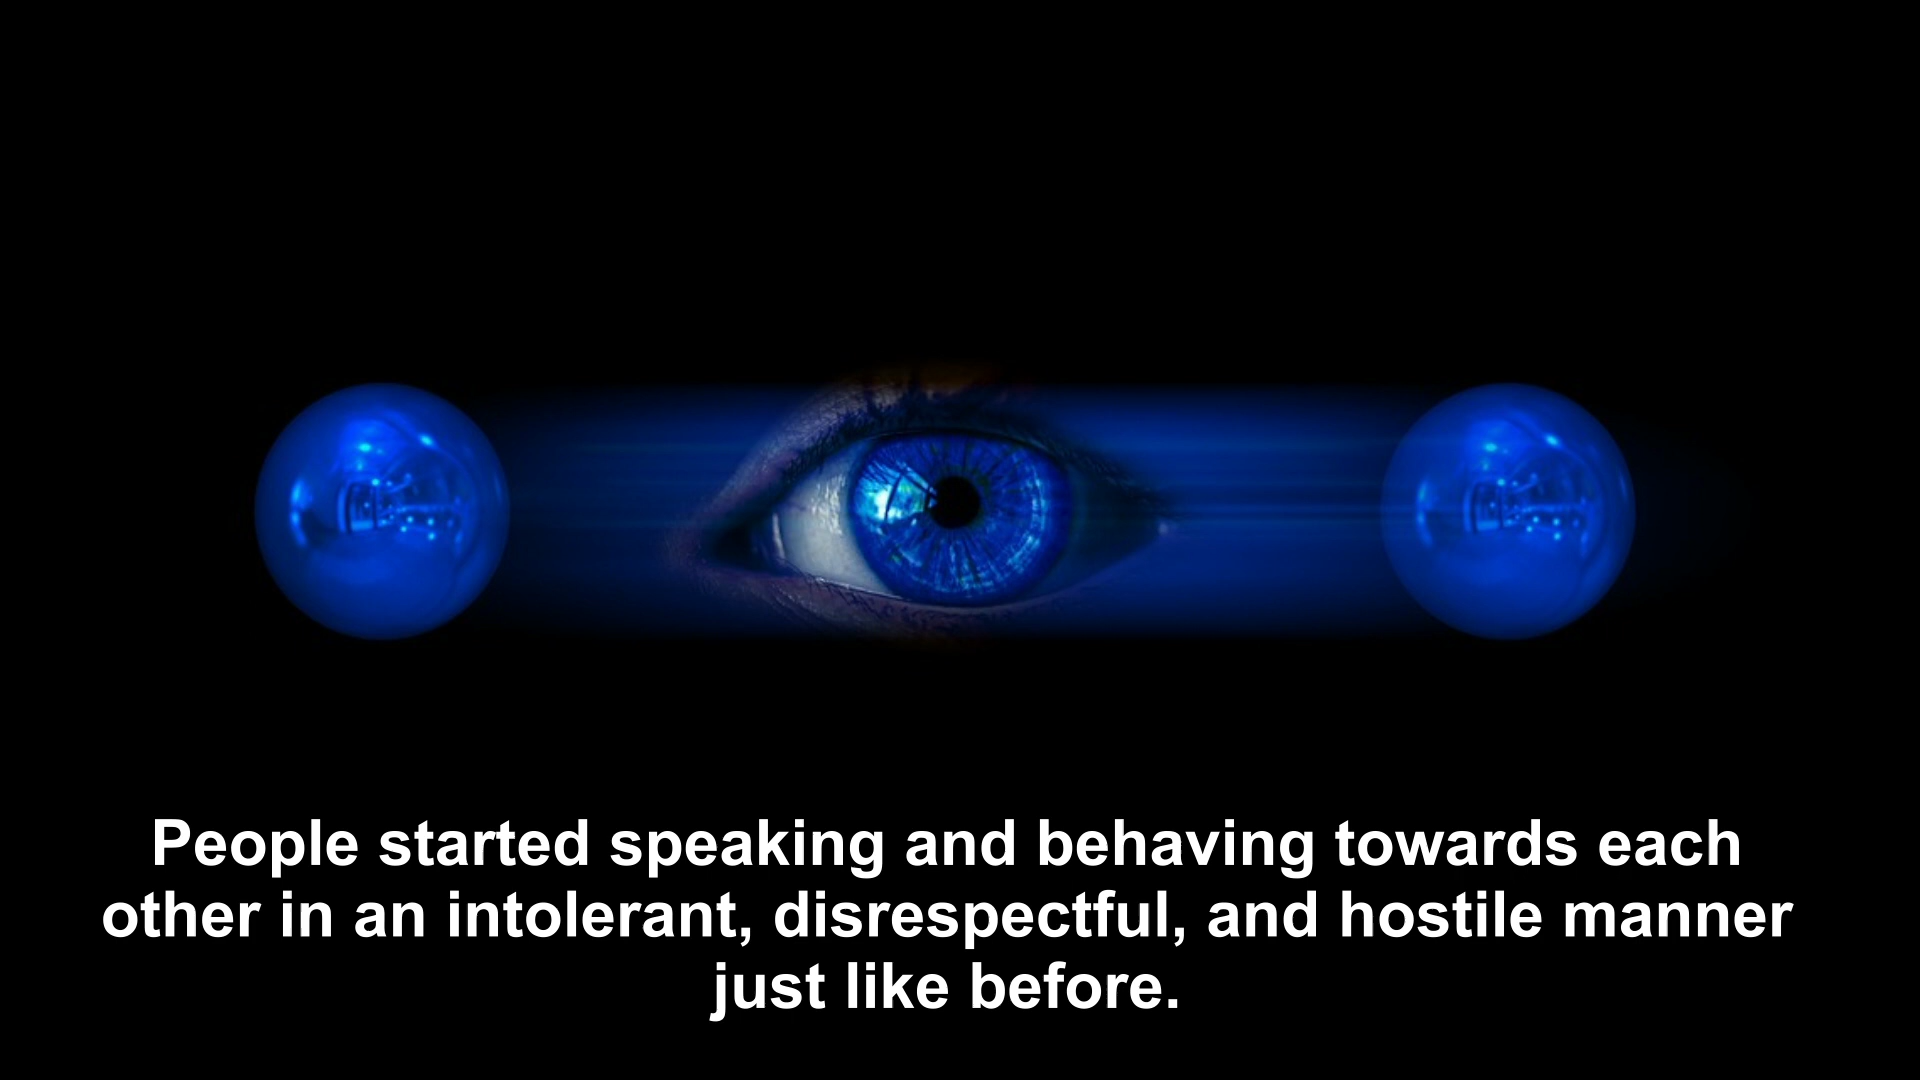 People started speaking and behaving towards each
other in an intolerant, disrespectful, and hostile manner
just like before.